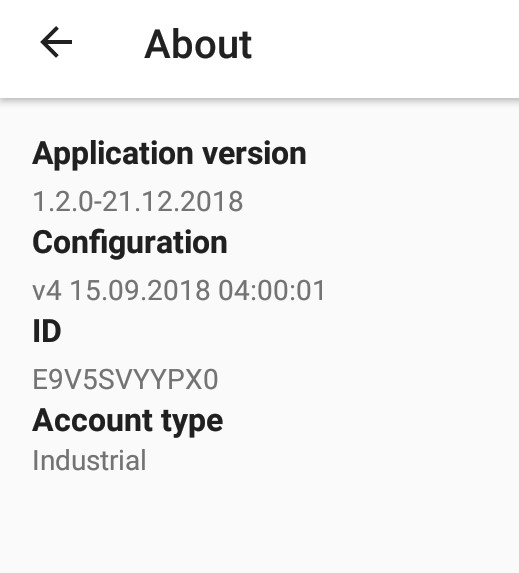 About
Application version
1.2.0-21.12.2018
Configuration
v4 15.09.2018 04:00:01
ID
E9V5SVYYPX0
Account type
Industrial